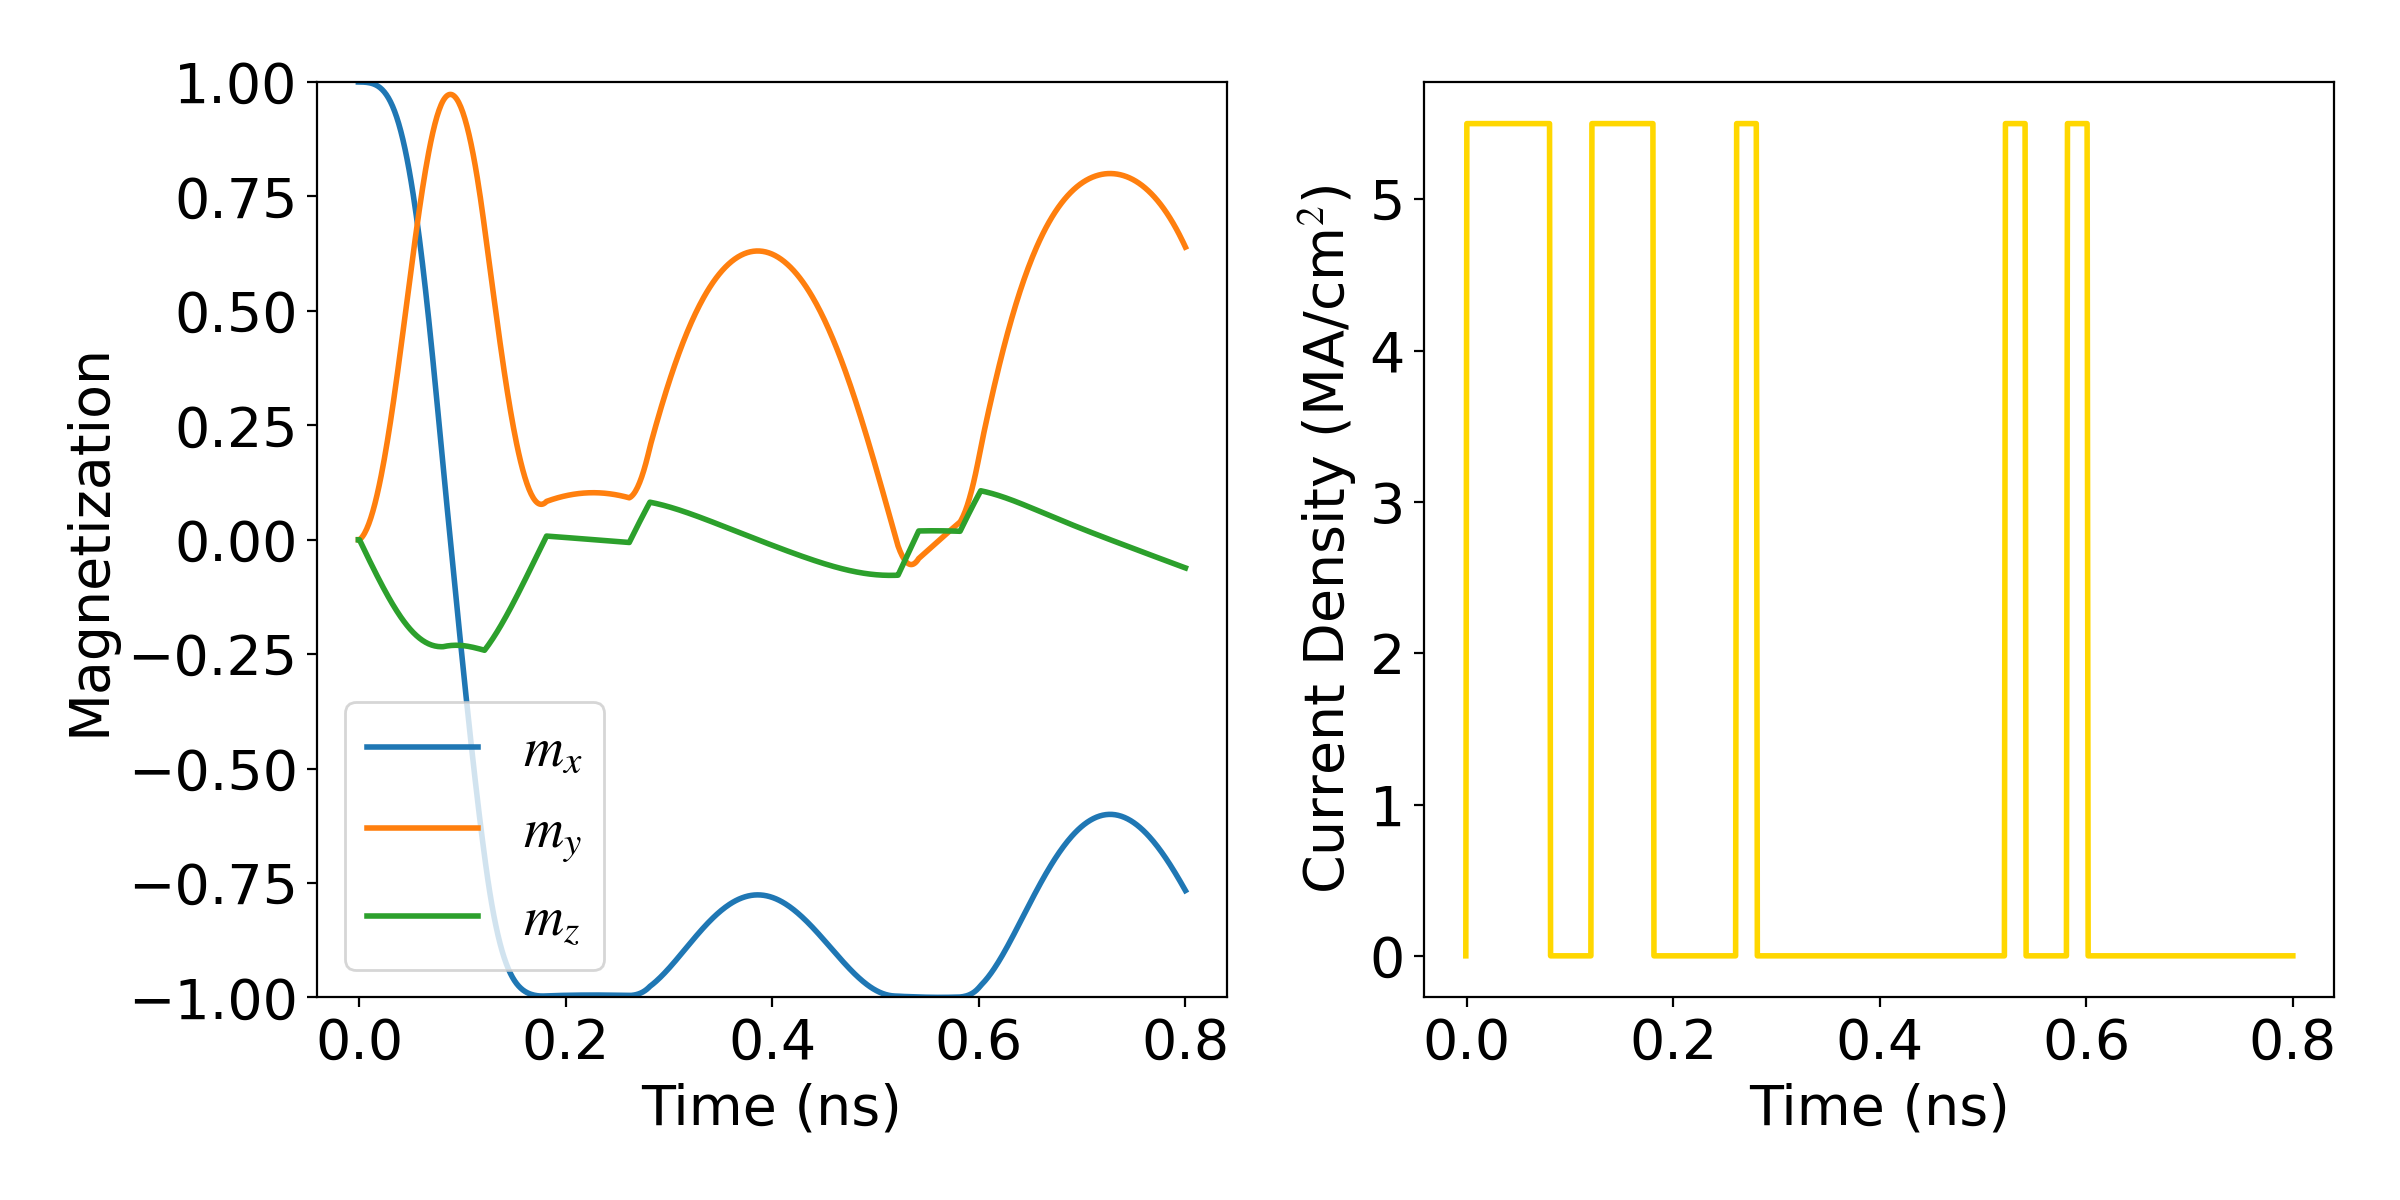 Magnetization
1.00
0.75
0.50
0.25
0.00
−0.25
−0.50
−0.75
−1.00
m_x
m_y
m_z
0.0 0.2 0.4 0.6 0.8
Time (ns)
Current Density (MA/cm²)
5
4
3
2
1
0
0.0 0.2 0.4 0.6 0.8
Time (ns)